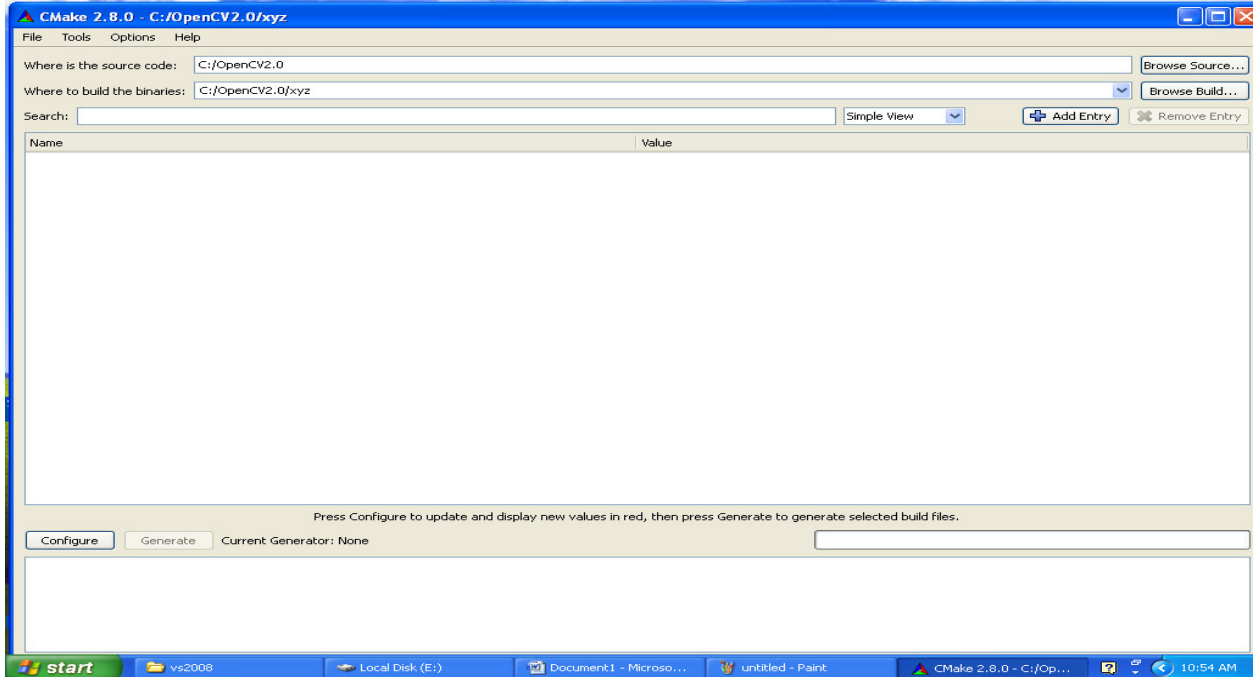 CMake 2.8.0 - C:/OpenCV2.0/xyz
File Tools Options Help
Where is the source code: C:/OpenCV2.0 Browse Source...
Where to build the binaries: C:/OpenCV2.0/xyz Browse Build...
Search: Simple View Add Entry Remove Entry
Name Value
Press Configure to update and display new values in red, then press Generate to generate selected build files.
Configure Generate Current Generator: None
start vs2008 Local Disk (E:) Document1 - Microso... untitled - Paint CMake 2.8.0 - C:/Op... 10:54 AM